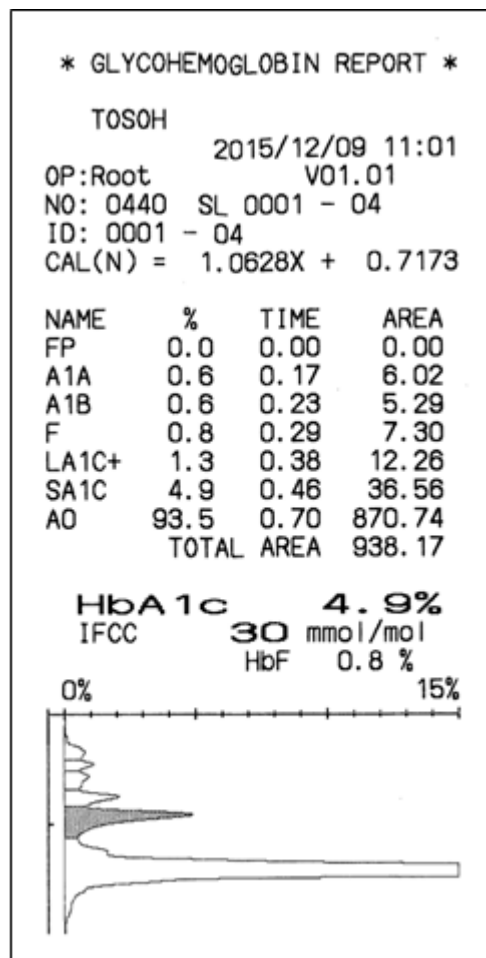 * GLYCOHEMOGLOBIN REPORT *
TOSOH
2015/12/09 11:01
OP:Root V01.01
NO: 0440 SL 0001 - 04
ID: 0001 - 04
CAL(N) = 1.0628X + 0.7173
NAME % TIME AREA
FP 0.0 0.00 0.00
A1A 0.6 0.17 6.02
A1B 0.6 0.23 5.29
F 0.8 0.29 7.30
LA1C+ 1.3 0.38 12.26
SA1C 4.9 0.46 36.56
A0 93.5 0.70 870.74
TOTAL AREA 938.17
HbA1c 4.9%
IFCC 30 mmol/mol
HbF 0.8 %
0% 15%